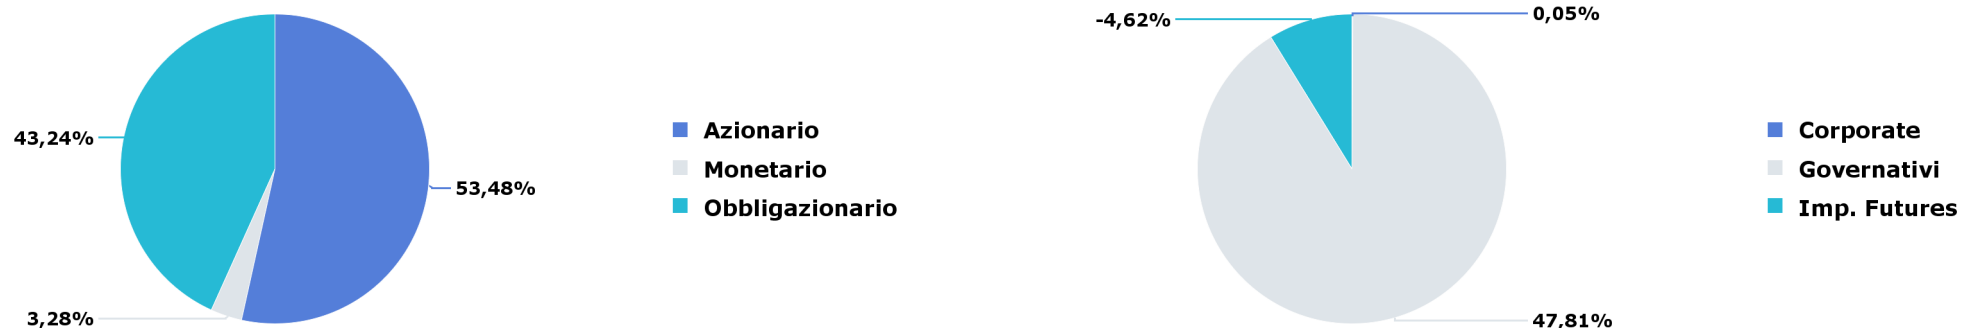 43,24%
3,28%
53,48%
Azionario
Monetario
Obbligazionario
-4,62%
0,05%
47,81%
Corporate
Governativi
Imp. Futures